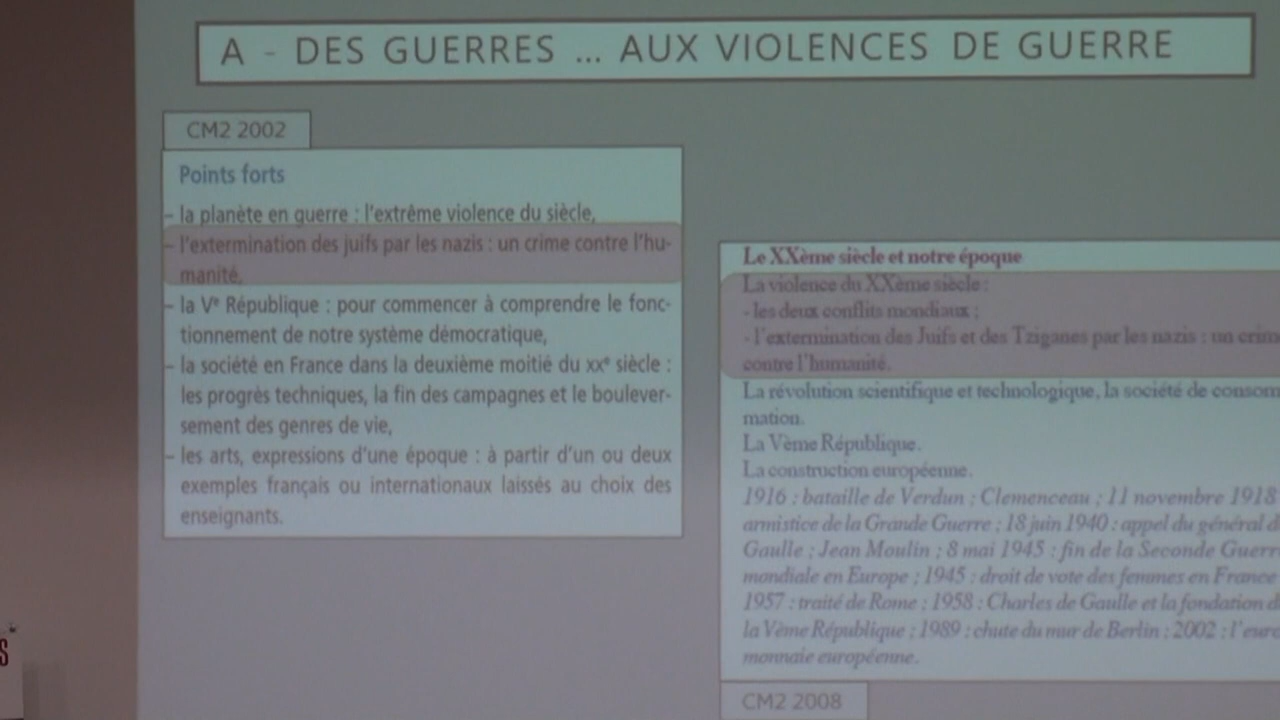 A - DES GUERRES ... AUX VIOLENCES DE GUERRE
CM2 2002
Points forts
– la planète en guerre : l'extrême violence du siècle,
– l'extermination des juifs par les nazis : un crime contre l'hu-
manité,
– la Vᵉ République : pour commencer à comprendre le fonc-
tionnement de notre système démocratique,
– la société en France dans la deuxième moitié du XXᵉ siècle :
les progrès techniques, la fin des campagnes et le boulever-
sement des genres de vie,
– les arts, expressions d'une époque : à partir d'un ou deux
exemples français ou internationaux laissés au choix des
enseignants.
Le XXème siècle et notre époque
La violence du XXème siècle :
- les deux conflits mondiaux ;
- l'extermination des Juifs et des Tziganes par les nazis : un crime
contre l'humanité.
La révolution scientifique et technologique, la société de consom
mation.
La Vème République.
La construction européenne.
1916 : bataille de Verdun ; Clemenceau ; 11 novembre 1918
armistice de la Grande Guerre ; 18 juin 1940 : appel du général d
Gaulle ; Jean Moulin ; 8 mai 1945 : fin de la Seconde Guerr
mondiale en Europe ; 1945 : droit de vote des femmes en France
1957 : traité de Rome ; 1958 : Charles de Gaulle et la fondation d
la Vème République ; 1989 : chute du mur de Berlin ; 2002 : l'euro
monnaie européenne.
CM2 2008